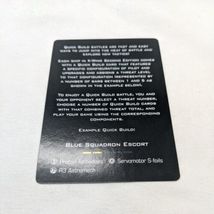 Quick Build battles are fast and easy
ways to jump into the heat of battle and
explore new tactics!
Each ship in X-Wing Second Edition comes
with a Quick Build card that features
a specific configuration of pilot and
upgrades and assigns a threat level to
that configuration (represented by a
number of bars between 1 and 5 as
shown in the example below).
To enjoy a Quick Build battle, you and
your opponent select a threat number,
choose a number of Quick Build cards
with that combined threat total, and
play your game using the corresponding
components.
Example Quick Build:
Blue Squadron Escort
Proton Torpedoes
Servomotor S-foils
R3 Astromech